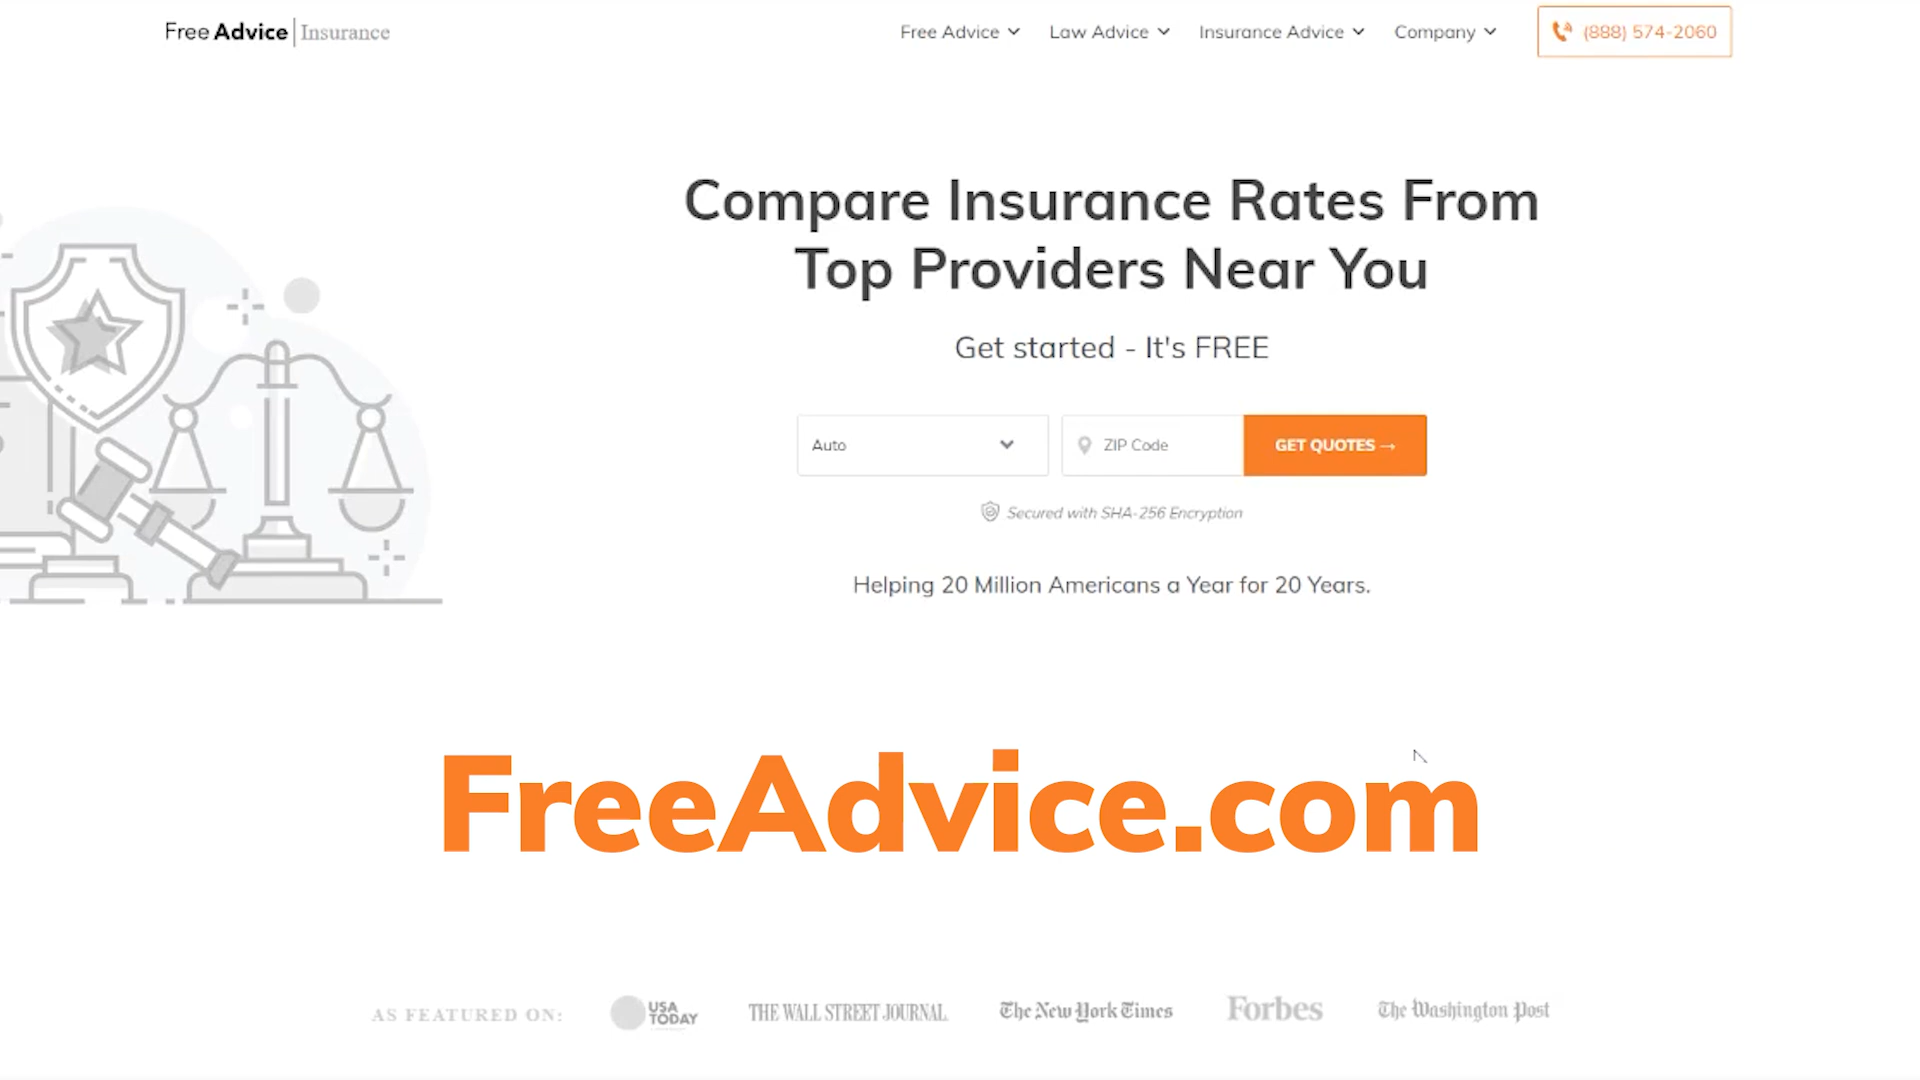 Free Advice Insurance
Free Advice Law Advice Insurance Advice Company (888) 574-2060
Compare Insurance Rates From
Top Providers Near You
Get started - It's FREE
Auto ZIP Code GET QUOTES →
Secured with SHA-256 Encryption
Helping 20 Million Americans a Year for 20 Years.
FreeAdvice.com
AS FEATURED ON: USA TODAY THE WALL STREET JOURNAL The New York Times Forbes The Washington Post